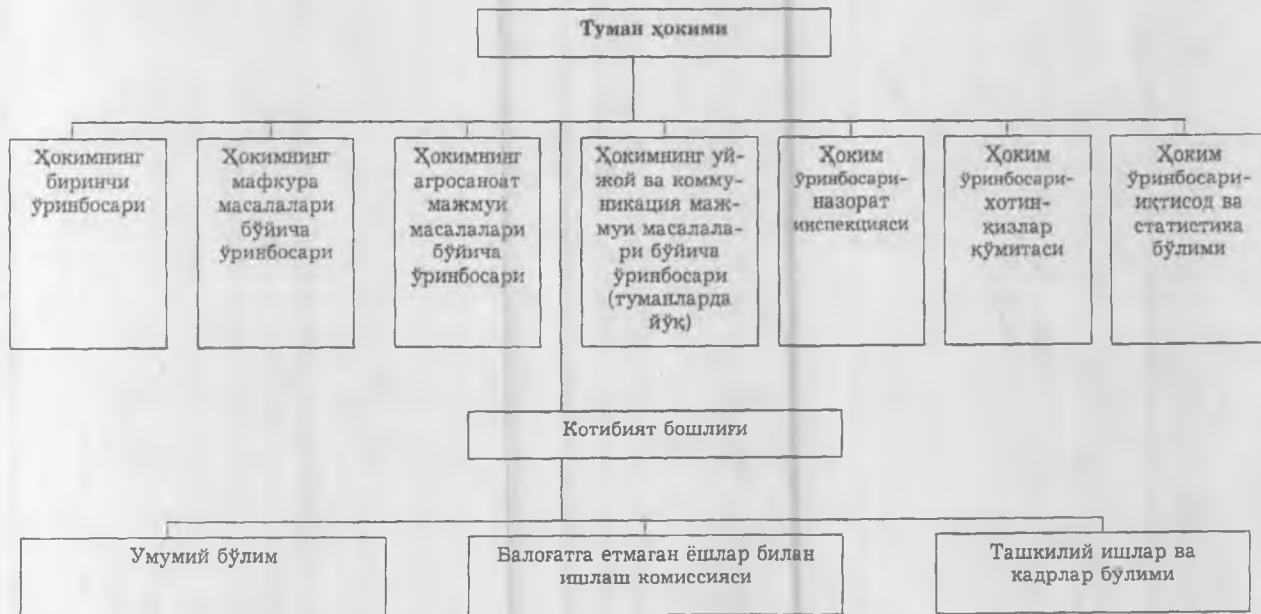 Туман ҳокими
Ҳокимнинг
биринчи
ўринбосари
Ҳокимнинг
мафкура
масалалари
бўйича
ўринбосари
Ҳокимнинг
агросаноат
мажмуи
масалалари
бўйича
ўринбосари
Ҳокимнинг уй-
жой ва комму-
никация маж-
муи масалала-
ри бўйича
ўринбосари
(туманларда
йўқ)
Ҳоким
ўринбосари-
назорат
инспекцияси
Ҳоким
ўринбосари-
хотин-
қизлар
қўмитаси
Ҳоким
ўринбосари-
иқтисод ва
статистика
бўлими
Котибият бошлиғи
Умумий бўлим
Балоғатга етмаган ёшлар билан
ишлаш комиссияси
Ташкилий ишлар ва
кадрлар бўлими